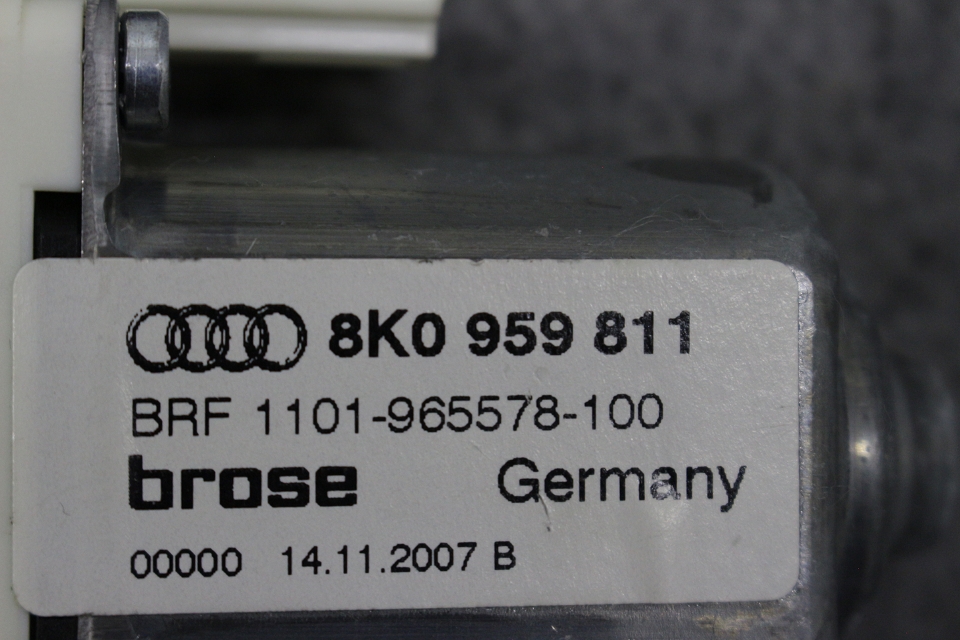 8K0 959 811
BRF 1101-965578-100
brose Germany
00000 14.11.2007 B